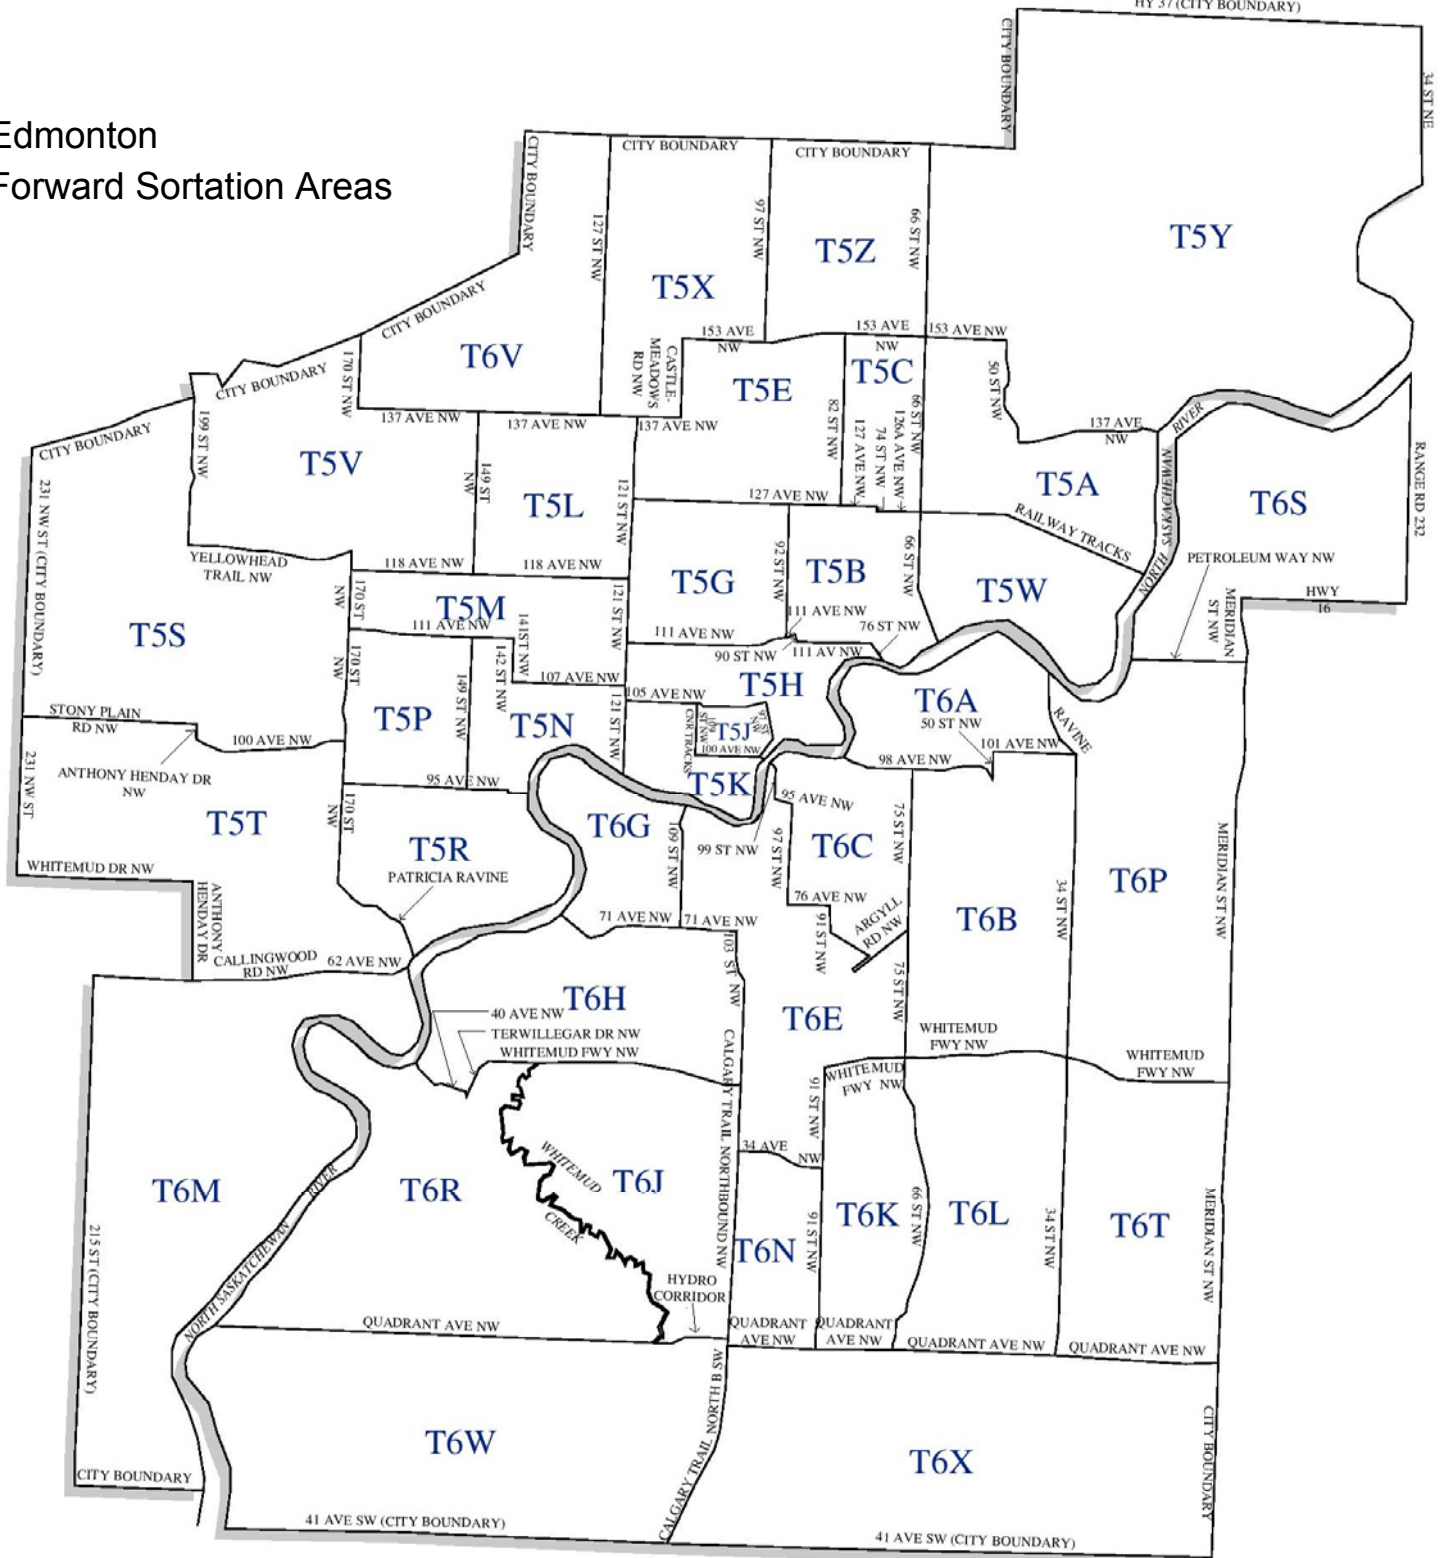 HY 37 (CITY BOUNDARY)
CITY BOUNDARY
34 ST NE
Edmonton
Forward Sortation Areas
CITY BOUNDARY
CITY BOUNDARY
CITY BOUNDARY
127 ST NW
97 ST NW
66 ST NW
T5Y
T5Z
T5X
CITY BOUNDARY
153 AVE
NW
153 AVE
NW
153 AVE NW
T6V
CASTLE-
MEADOWS
RD NW
T5E
T5C
CITY BOUNDARY
170 ST NW
50 ST NW
CITY BOUNDARY
199 ST NW
137 AVE NW
137 AVE NW
137 AVE NW
82 ST NW
127 AVE NW
74 ST NW
126A AVE NW
66 ST NW
137 AVE
NW
RIVER
T5V
149 ST
NW
T5L
121 ST NW
127 AVE NW
T5A
T6S
RANGE RD 232
231 NW ST (CITY BOUNDARY)
RAILWAY TRACKS
NORTH SASKACHEWAN
YELLOWHEAD
TRAIL NW
118 AVE NW
118 AVE NW
92 ST NW
66 ST NW
PETROLEUM WAY NW
T5G
T5B
T5W
HWY
16
170 ST
NW
T5M
121 ST NW
111 AVE NW
MERIDIAN
ST NW
T5S
111 AVE NW
141ST NW
111 AVE NW
90 ST NW
111 AV NW
76 ST NW
170 ST
NW
149 ST NW
142 ST NW
107 AVE NW
T5H
T6A
STONY PLAIN
RD NW
T5P
T5N
121 ST NW
105 AVE NW
CNR TRACKS
109
ST NW
T5J
97 ST
NW
100 AVE NW
50 ST NW
RAVINE
100 AVE NW
101 AVE NW
98 AVE NW
ANTHONY HENDAY DR
NW
95 AVE NW
T5K
95 AVE NW
231 NW ST
T5T
170 ST
NW
T5R
T6G
109 ST NW
99 ST NW
97 ST NW
T6C
75 ST NW
MERIDIAN ST NW
WHITEMUD DR NW
PATRICIA RAVINE
T6P
ANTHONY
HENDAY DR
76 AVE NW
71 AVE NW
71 AVE NW
91 ST NW
ARGYLL
RD NW
T6B
34 ST NW
CALLINGWOOD
RD NW
62 AVE NW
103 ST NW
75 ST NW
T6H
T6E
40 AVE NW
TERWILLEGAR DR NW
WHITEMUD FWY NW
WHITEMUD
FWY NW
WHITEMUD
FWY NW
WHITEMUD
FWY NW
CALGARY TRAIL NORTHBOUND NW
91 ST NW
34 AVE
NW
T6M
RIVER
T6R
WHITEMUD
CREEK
T6J
T6N
91 ST NW
T6K
66 ST NW
T6L
34 ST NW
T6T
MERIDIAN ST NW
215 ST (CITY BOUNDARY)
NORTH SASKATCHEWAN
HYDRO
CORRIDOR
QUADRANT AVE NW
QUADRANT
AVE NW
QUADRANT
AVE NW
QUADRANT AVE NW
QUADRANT AVE NW
T6W
CALGARY TRAIL NORTH B SW
T6X
CITY BOUNDARY
CITY BOUNDARY
41 AVE SW (CITY BOUNDARY)
41 AVE SW (CITY BOUNDARY)